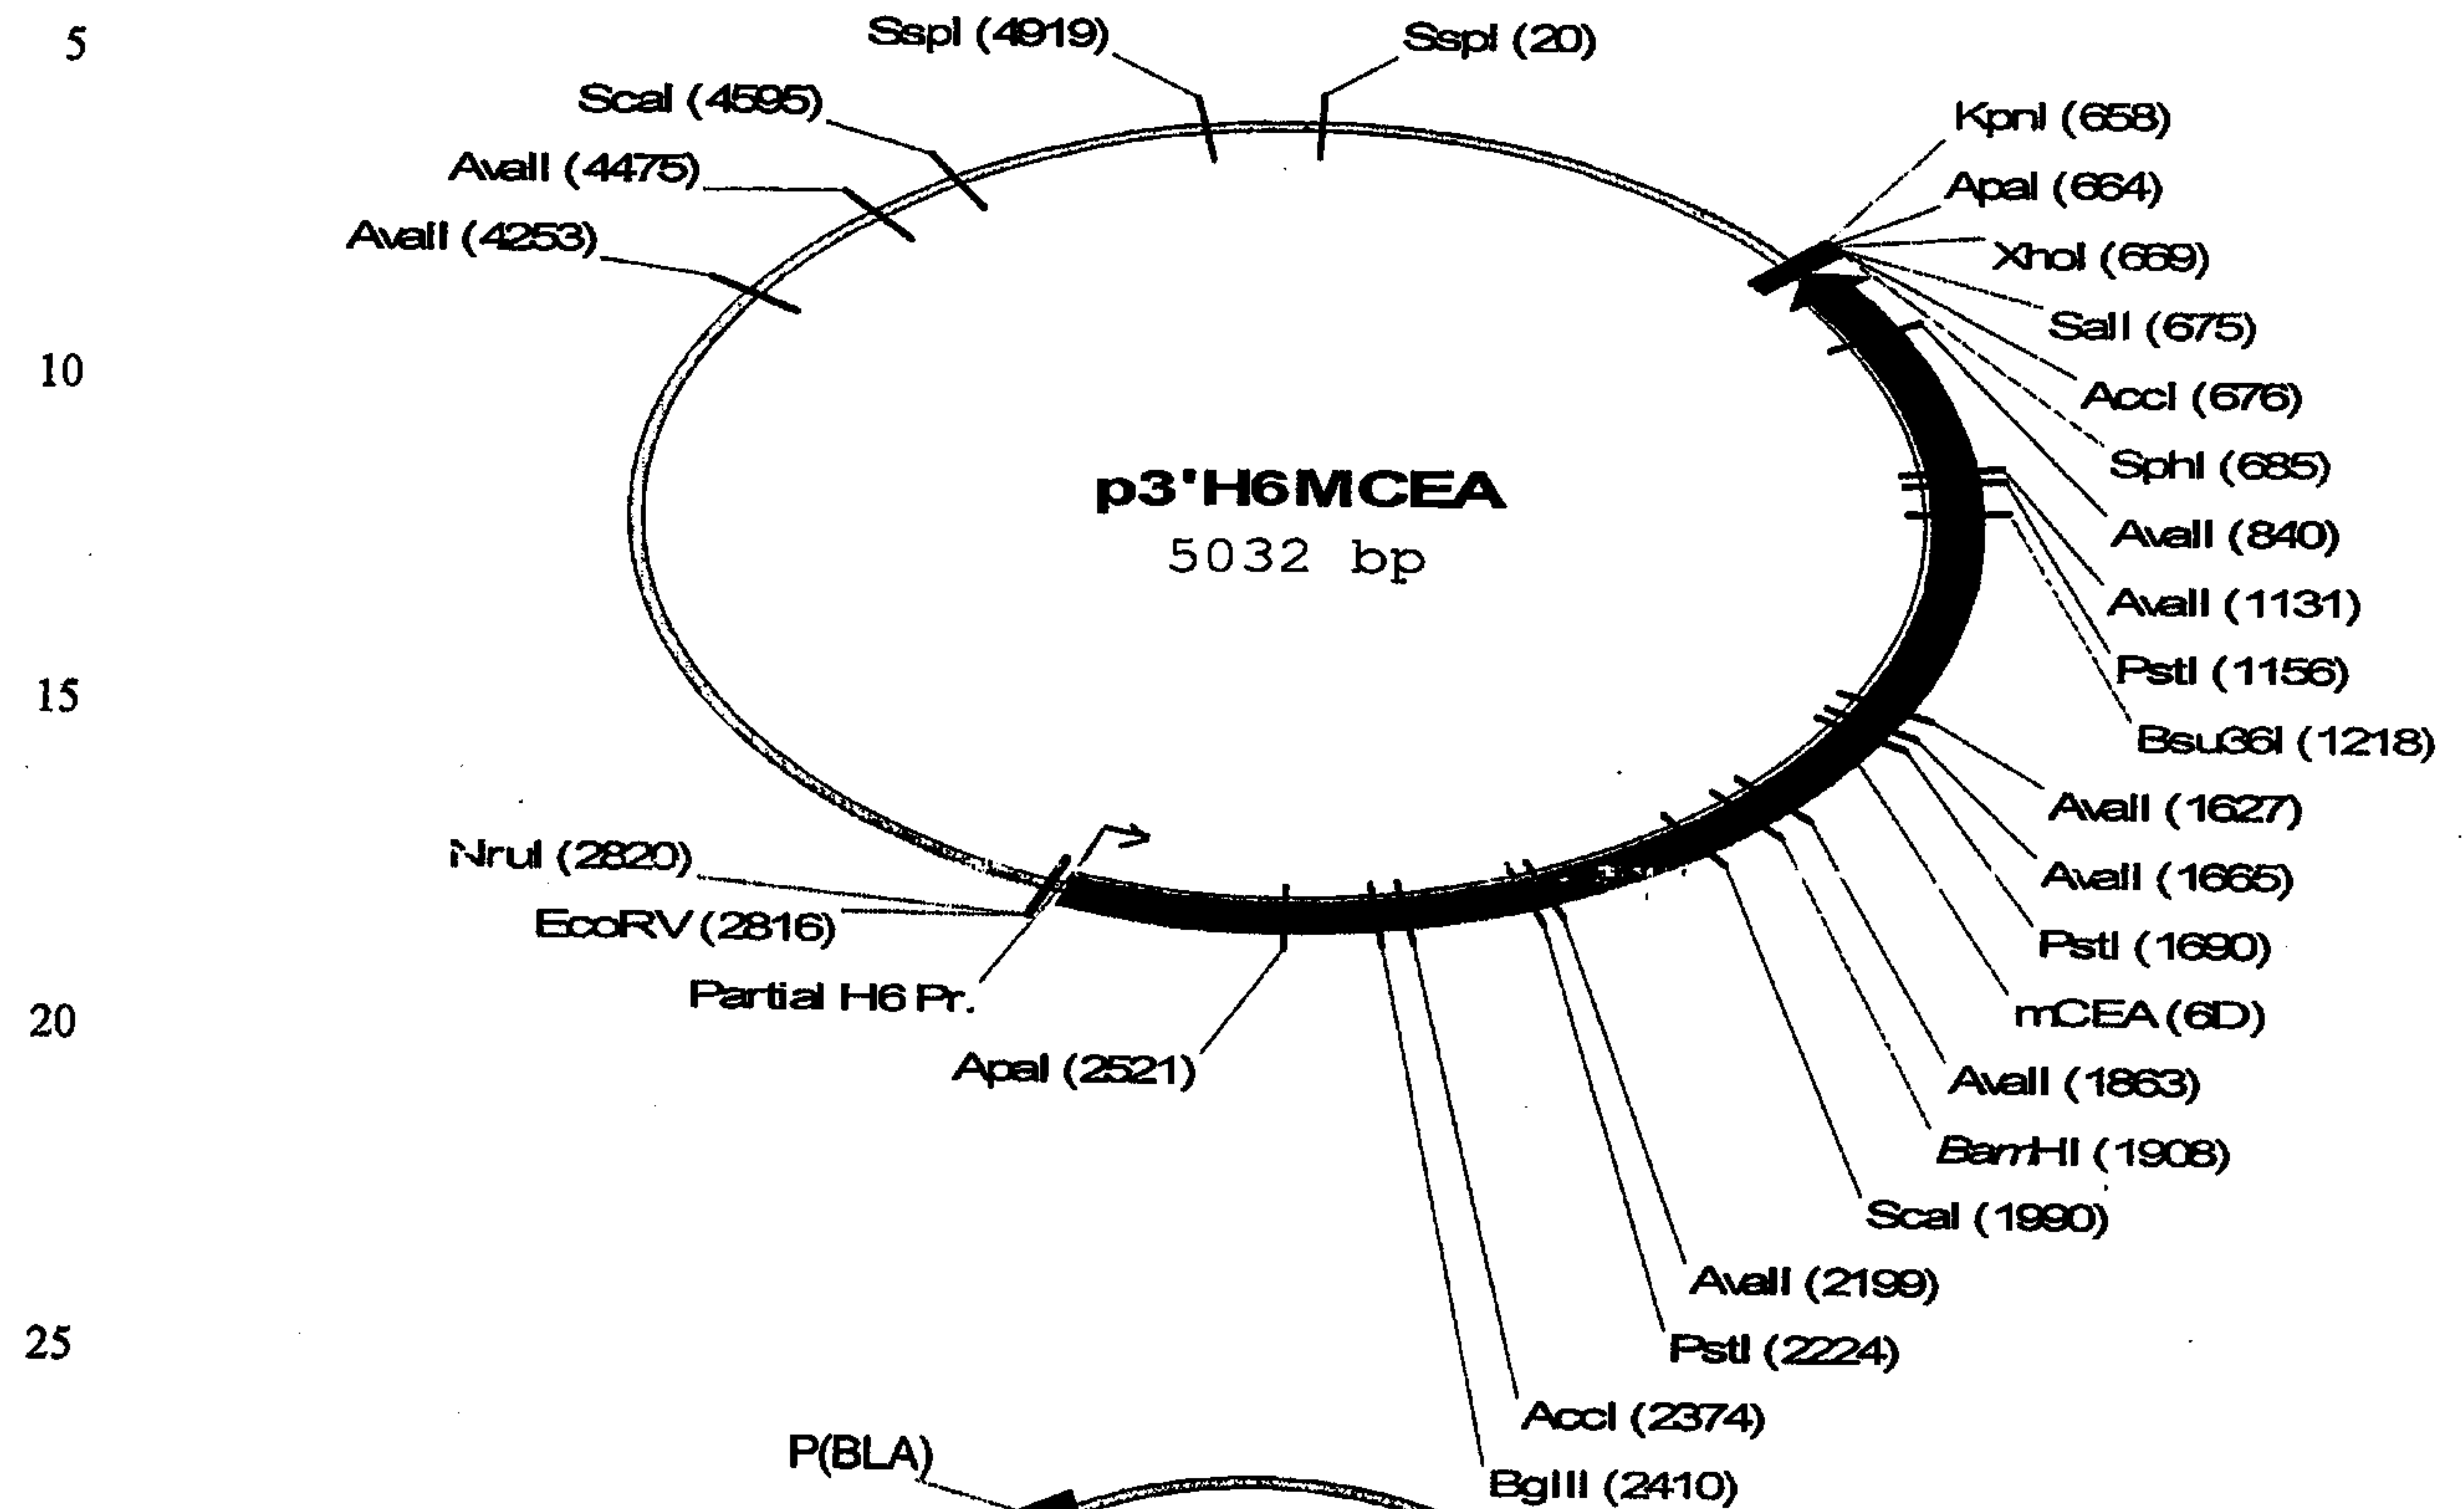 5
SspI (4919)
SspI (20)
ScaI (4595)
KpnI (658)
AvaII (4475)
ApaI (664)
AvaII (4253)
XhoI (669)
SalI (675)
10
AccI (676)
SphI (685)
p3'H6MCEA
5032 bp
AvaII (840)
AvaII (1131)
15
PstI (1156)
Bsu36I (1218)
AvaII (1627)
NruI (2820)
AvaII (1665)
EcoRV (2816)
PstI (1690)
Partial H6 Pr.
20
mCEA (6D)
ApaI (2521)
AvaII (1863)
BamHI (1908)
ScaI (1990)
AvaII (2199)
25
PstI (2224)
AccI (2374)
P(BLA)
BglII (2410)